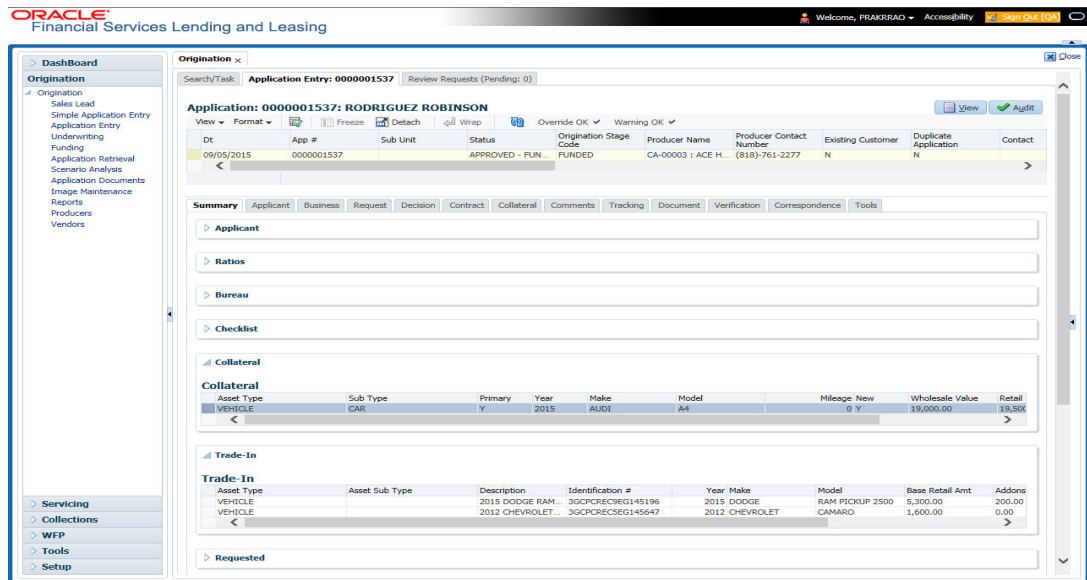 ORACLE
Financial Services Lending and Leasing
Welcome, PRAKRRAO Accessibility Sign Out [QA]
Close
DashBoard
Origination
Origination
Sales Lead
Simple Application Entry
Application Entry
Underwriting
Funding
Application Retrieval
Scenario Analysis
Application Documents
Image Maintenance
Reports
Producers
Vendors
Servicing
Collections
WFP
Tools
Setup
Origination
Search/Task Application Entry: 0000001537 Review Requests (Pending: 0)
Application: 0000001537: RODRIGUEZ ROBINSON
View Audit
View Format Freeze Detach Wrap Override OK Warning OK
Dt App # Sub Unit Status Origination Stage Code Producer Name Producer Contact Number Existing Customer Duplicate Application Contact
09/05/2015 0000001537 APPROVED - FUN... FUNDED CA-00003 : ACE H... (818)-761-2277 N N
Summary Applicant Business Request Decision Contract Collateral Comments Tracking Document Verification Correspondence Tools
Applicant
Ratios
Bureau
Checklist
Collateral
Collateral
Asset Type Sub Type Primary Year Make Model Mileage New Wholesale Value Retail
VEHICLE CAR Y 2015 AUDI A4 0 Y 19,000.00 19,500
Trade-In
Trade-In
Asset Type Asset Sub Type Description Identification # Year Make Model Base Retail Amt Addons
VEHICLE 2015 DODGE RAM... 3GCPCREC9EG145196 2015 DODGE RAM PICKUP 2500 5,300.00 200.00
VEHICLE 2012 CHEVROLET... 3GCPCREC5EG145647 2012 CHEVROLET CAMARO 1,600.00 0.00
Requested